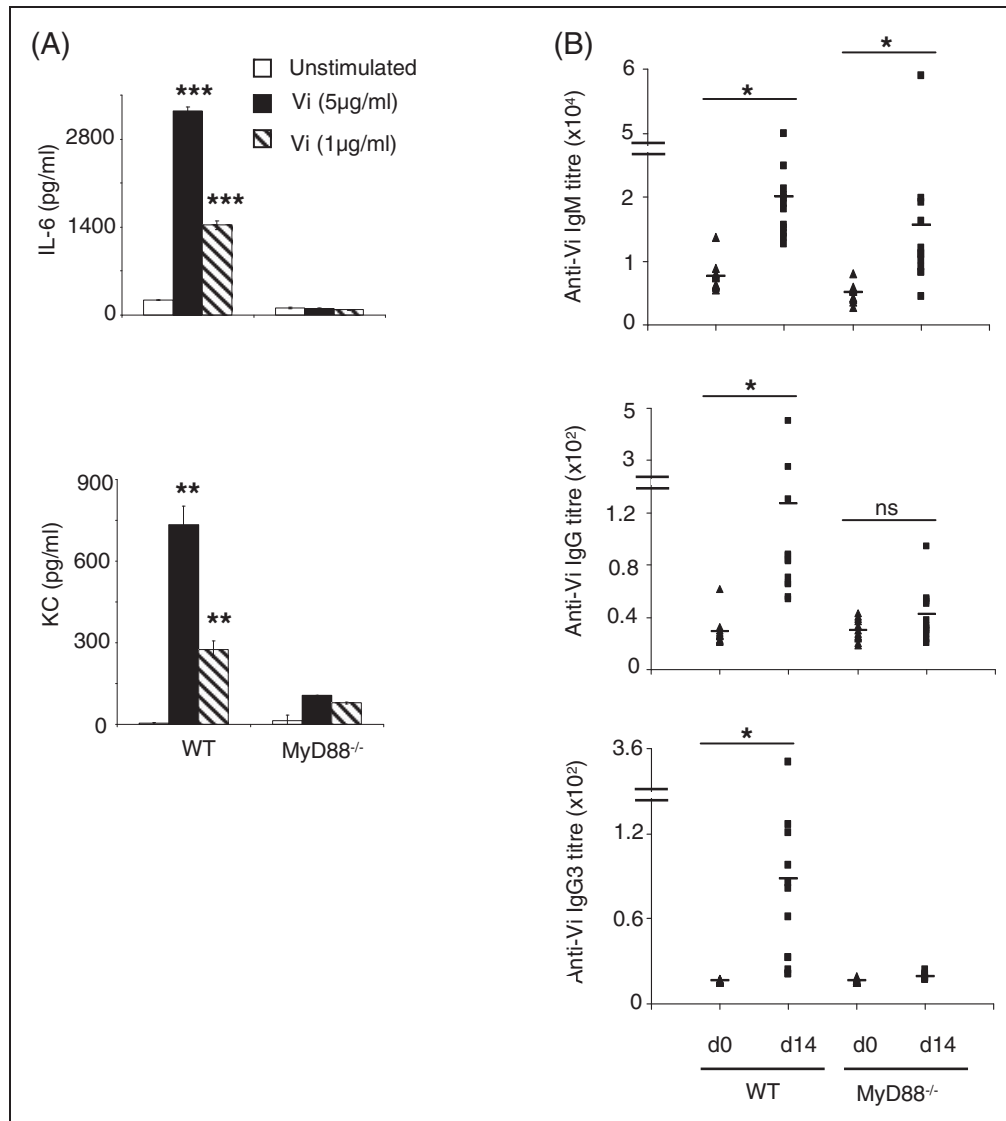 (A)
Unstimulated
Vi (5µg/ml)
Vi (1µg/ml)
***
***
2800
1400
0
IL-6 (pg/ml)
**
**
900
600
300
0
KC (pg/ml)
WT MyD88-/-
(B)
*
*
6
5
2
1
0
Anti-Vi IgM titre (x10⁴)
*
ns
5
3
1.2
0.8
0.4
0
Anti-Vi IgG titre (x10²)
*
3.6
1.2
0.6
0
Anti-Vi IgG3 titre (x10²)
d0 d14 d0 d14
WT MyD88-/-